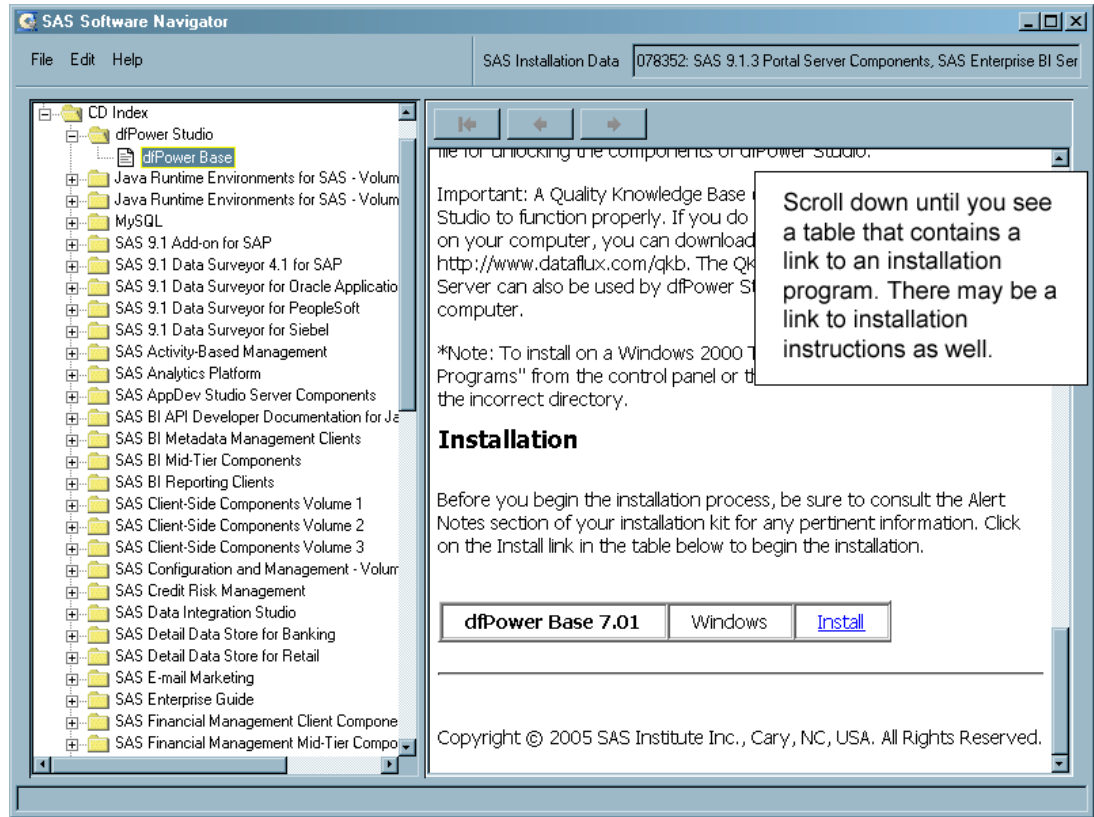 SAS Software Navigator
File Edit Help
SAS Installation Data 078352: SAS 9.1.3 Portal Server Components, SAS Enterprise BI Ser
CD Index
dfPower Studio
dfPower Base
Java Runtime Environments for SAS - Volum
Java Runtime Environments for SAS - Volum
MySQL
SAS 9.1 Add-on for SAP
SAS 9.1 Data Surveyor 4.1 for SAP
SAS 9.1 Data Surveyor for Oracle Applicatio
SAS 9.1 Data Surveyor for PeopleSoft
SAS 9.1 Data Surveyor for Siebel
SAS Activity-Based Management
SAS Analytics Platform
SAS AppDev Studio Server Components
SAS BI API Developer Documentation for Ja
SAS BI Metadata Management Clients
SAS BI Mid-Tier Components
SAS BI Reporting Clients
SAS Client-Side Components Volume 1
SAS Client-Side Components Volume 2
SAS Client-Side Components Volume 3
SAS Configuration and Management - Volum
SAS Credit Risk Management
SAS Data Integration Studio
SAS Detail Data Store for Banking
SAS Detail Data Store for Retail
SAS E-mail Marketing
SAS Enterprise Guide
SAS Financial Management Client Compone
SAS Financial Management Mid-Tier Compo
file for unlocking the components of dfPower Studio.
Important: A Quality Knowledge Base
Studio to function properly. If you do
on your computer, you can download
http://www.dataflux.com/qkb. The QK
Server can also be used by dfPower St
computer.
*Note: To install on a Windows 2000 T
Programs" from the control panel or th
the incorrect directory.
Scroll down until you see
a table that contains a
link to an installation
program. There may be a
link to installation
instructions as well.
Installation
Before you begin the installation process, be sure to consult the Alert
Notes section of your installation kit for any pertinent information. Click
on the Install link in the table below to begin the installation.
dfPower Base 7.01 Windows Install
Copyright © 2005 SAS Institute Inc., Cary, NC, USA. All Rights Reserved.